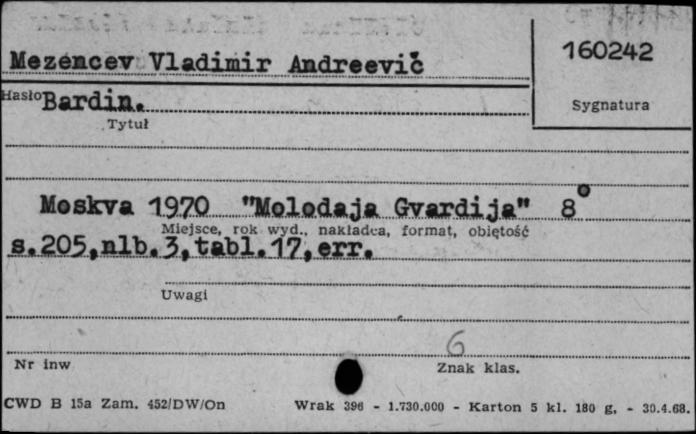 Mezencev Vladimir Andreevič
160242
Hasło
Bardin.
Sygnatura
Tytuł
Moskva 1970 "Molodaja Gvardija" 8°
Miejsce, rok wyd., nakładca, format, obiętość
s.205,nlb.3,tabl.17,err.
Uwagi
6
Nr inw
Znak klas.
CWD B 15a Zam. 452/DW/On Wrak 396 - 1.730.000 - Karton 5 kl. 180 g, - 30.4.68.